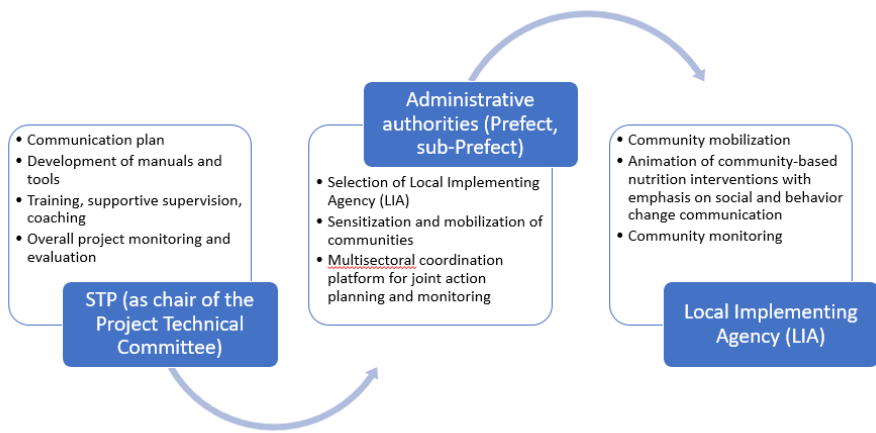 • Communication plan
• Development of manuals and
tools
• Training, supportive supervision,
coaching
• Overall project monitoring and
evaluation
STP (as chair of the
Project Technical
Committee)
Administrative
authorities (Prefect,
sub-Prefect)
• Selection of Local Implementing
Agency (LIA)
• Sensitization and mobilization of
communities
• Multisectoral coordination
platform for joint action
planning and monitoring
• Community mobilization
• Animation of community-based
nutrition interventions with
emphasis on social and behavior
change communication
• Community monitoring
Local Implementing
Agency (LIA)